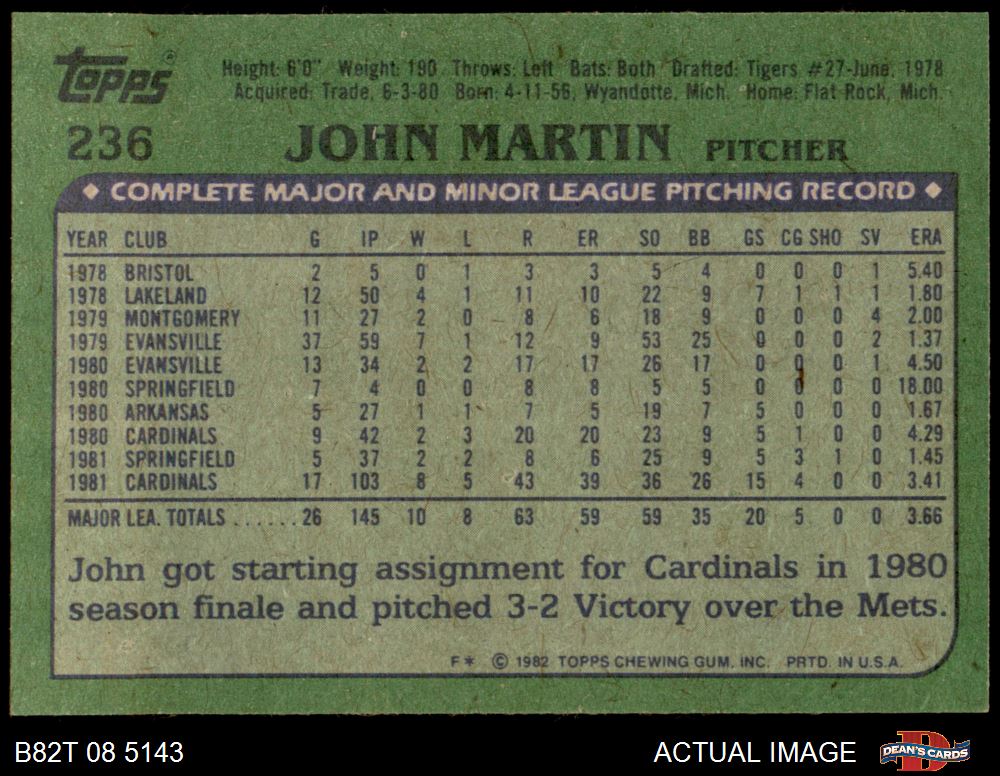 Topps®
Height: 6'0" Weight: 190 Throws: Left Bats: Both Drafted: Tigers #27-June, 1978
Acquired: Trade, 6-3-80 Born: 4-11-56, Wyandotte, Mich. Home: Flat Rock, Mich.
236 JOHN MARTIN PITCHER
◆ COMPLETE MAJOR AND MINOR LEAGUE PITCHING RECORD ◆
YEAR CLUB G IP W L R ER SO BB GS CG SHO SV ERA
1978 BRISTOL 2 5 0 1 3 3 5 4 0 0 0 1 5.40
1978 LAKELAND 12 50 4 1 11 10 22 9 7 1 1 1 1.80
1979 MONTGOMERY 11 27 2 0 8 6 18 9 0 0 0 4 2.00
1979 EVANSVILLE 37 59 7 1 12 9 53 25 0 0 0 2 1.37
1980 EVANSVILLE 13 34 2 2 17 17 26 17 0 0 0 1 4.50
1980 SPRINGFIELD 7 4 0 0 8 8 5 5 0 0 0 0 18.00
1980 ARKANSAS 5 27 1 1 7 5 19 7 5 0 0 0 1.67
1980 CARDINALS 9 42 2 3 20 20 23 9 5 1 0 0 4.29
1981 SPRINGFIELD 5 37 2 2 8 6 25 9 5 3 1 0 1.45
1981 CARDINALS 17 103 8 5 43 39 36 26 15 4 0 0 3.41
MAJOR LEA. TOTALS ......26 145 10 8 63 59 59 35 20 5 0 0 3.66
John got starting assignment for Cardinals in 1980
season finale and pitched 3-2 Victory over the Mets.
F* © 1982 TOPPS CHEWING GUM, INC. PRTD. IN U.S.A.
B82T 08 5143 ACTUAL IMAGE D DEAN'S CARDS